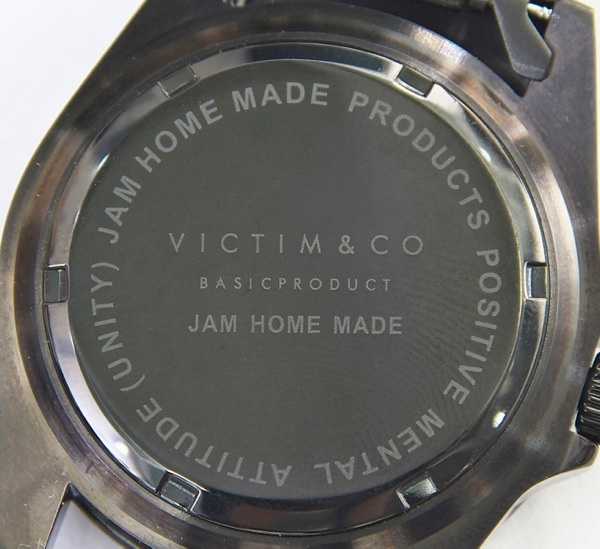 JAM HOME MADE PRODUCTS POSITIVE MENTAL ATTITUDE (UNITY)
VICTIM & CO
BASICPRODUCT
JAM HOME MADE